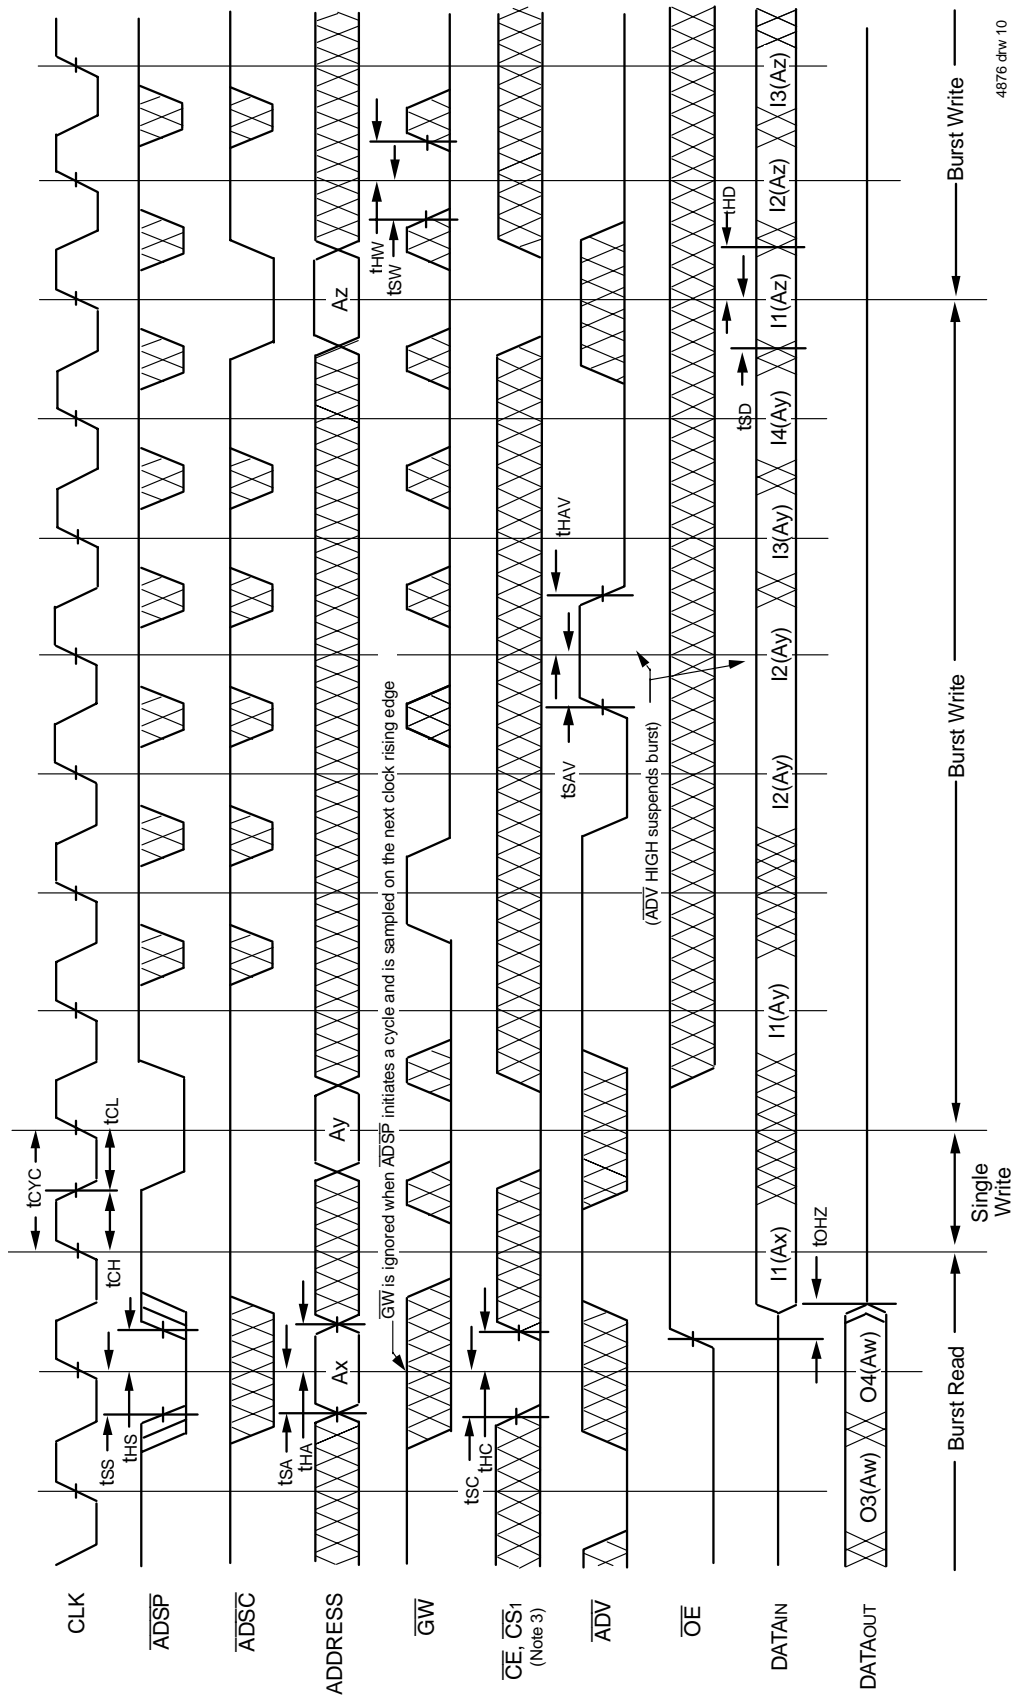 CLK
tCYC
tCH
tCL
ADSP
tSS
tHS
ADSC
ADDRESS
Ax
Ay
Az
tSA
tHA
GW
GW is ignored when ADSP initiates a cycle and is sampled on the next clock rising edge
tHW
tSW
CE, CS1
(Note 3)
tSC
tHC
ADV
tSAV
tHAV
(ADV HIGH suspends burst)
OE
DATAIN
I1(Ax)
I1(Ay)
I2(Ay)
I2(Ay)
I3(Ay)
I4(Ay)
I1(Az)
I2(Az)
I3(Az)
tSD
tHD
tOHZ
DATAOUT
O3(Aw)
O4(Aw)
Burst Read
Single
Write
Burst Write
Burst Write
4876 drw 10